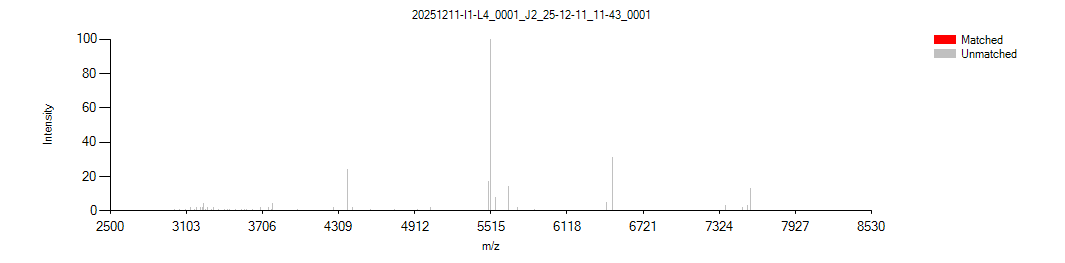 20251211-I1-L4_0001_J2_25-12-11_11-43_0001
Matched
Unmatched
Intensity
100
80
60
40
20
0
2500 3103 3706 4309 4912 5515 6118 6721 7324 7927 8530
m/z